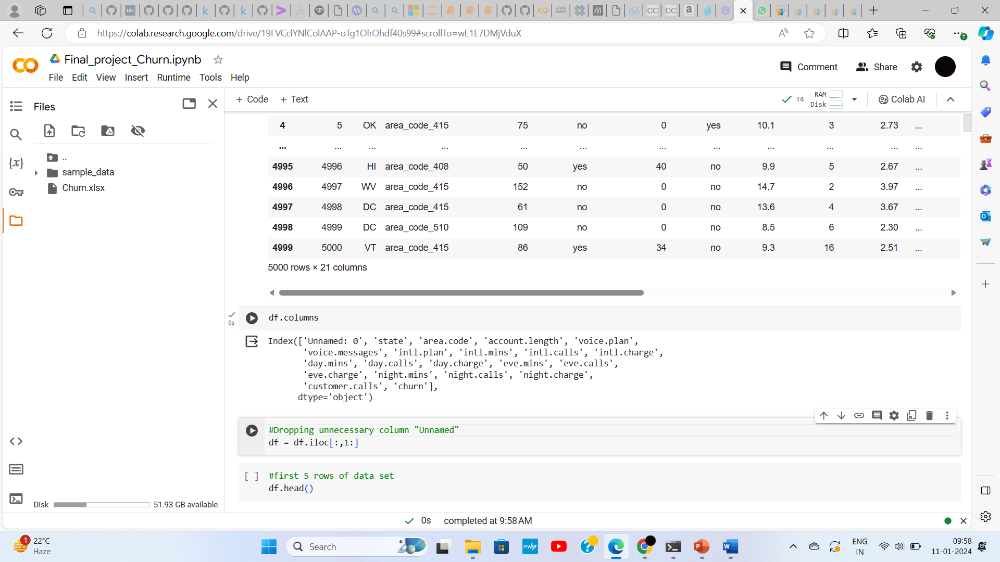 https://colab.research.google.com/drive/19FVCclYNlColAAP-oTg1OlrOhdf40s99#scrollTo=wE1E7DMjVduX
Final_project_Churn.ipynb
File Edit View Insert Runtime Tools Help
Comment
Share
Files
+ Code + Text
T4
RAM
Disk
Colab AI
..
sample_data
Churn.xlsx
4 5 OK area_code_415 75 no 0 yes 10.1 3 2.73 ...
... ... ... ... ... ... ... ... ... ... ... ...
4995 4996 HI area_code_408 50 yes 40 no 9.9 5 2.67 ...
4996 4997 WV area_code_415 152 no 0 no 14.7 2 3.97 ...
4997 4998 DC area_code_415 61 no 0 no 13.6 4 3.67 ...
4998 4999 DC area_code_510 109 no 0 no 8.5 6 2.30 ...
4999 5000 VT area_code_415 86 yes 34 no 9.3 16 2.51 ...
5000 rows × 21 columns
0s
df.columns
Index(['Unnamed: 0', 'state', 'area.code', 'account.length', 'voice.plan',
'voice.messages', 'intl.plan', 'intl.mins', 'intl.calls', 'intl.charge',
'day.mins', 'day.calls', 'day.charge', 'eve.mins', 'eve.calls',
'eve.charge', 'night.mins', 'night.calls', 'night.charge',
'customer.calls', 'churn'],
dtype='object')
#Dropping unnecessary column "Unnamed"
df = df.iloc[:,1:]
[ ] #first 5 rows of data set
df.head()
Disk 51.93 GB available
0s completed at 9:58 AM
1
22°C
Haze
Search
myhp
ENG
IN
09:58
11-01-2024